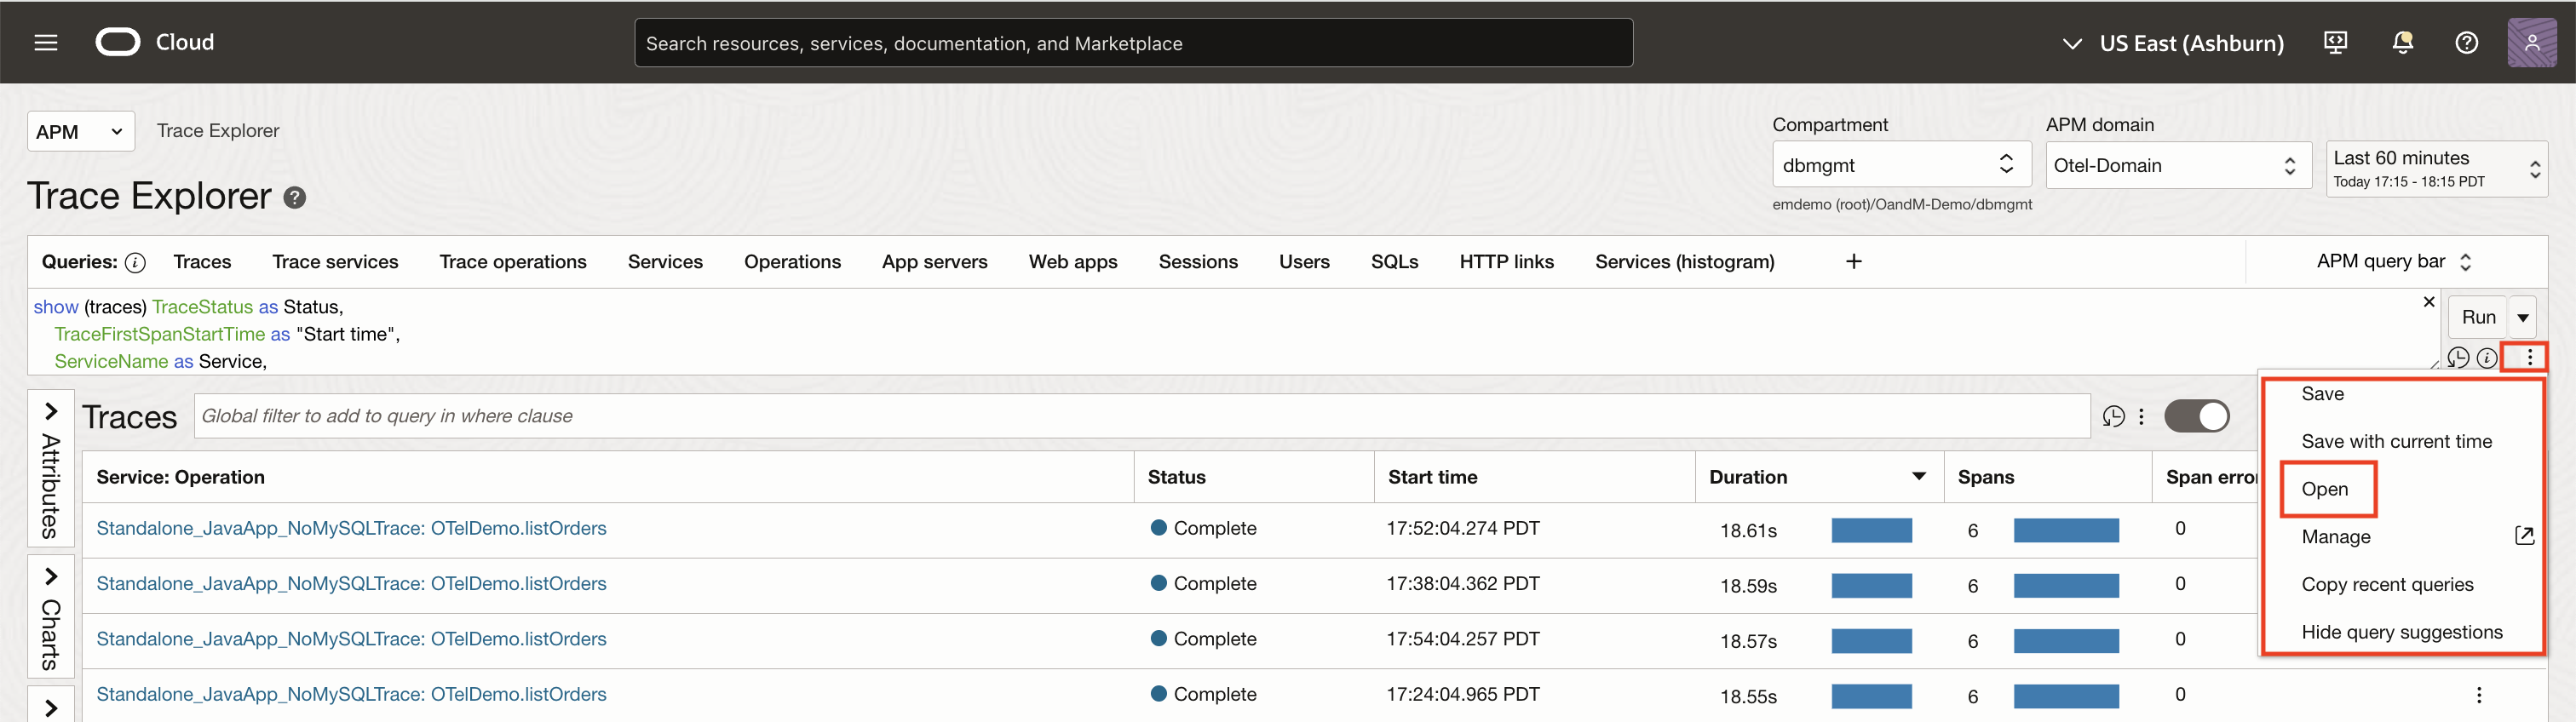 Cloud
Search resources, services, documentation, and Marketplace
US East (Ashburn)
APM
Trace Explorer
Compartment
APM domain
dbmgmt
Otel-Domain
Last 60 minutes
Today 17:15 - 18:15 PDT
emdemo (root)/OandM-Demo/dbmgmt
Trace Explorer
Queries: Traces Trace services Trace operations Services Operations App servers Web apps Sessions Users SQLs HTTP links Services (histogram) + APM query bar
show (traces) TraceStatus as Status,
TraceFirstSpanStartTime as "Start time",
ServiceName as Service,
Run
Save
Save with current time
Open
Manage
Copy recent queries
Hide query suggestions
Attributes
Charts
Traces
Global filter to add to query in where clause
Service: Operation Status Start time Duration Spans Span erro
Standalone_JavaApp_NoMySQLTrace: OTelDemo.listOrders Complete 17:52:04.274 PDT 18.61s 6 0
Standalone_JavaApp_NoMySQLTrace: OTelDemo.listOrders Complete 17:38:04.362 PDT 18.59s 6 0
Standalone_JavaApp_NoMySQLTrace: OTelDemo.listOrders Complete 17:54:04.257 PDT 18.57s 6 0
Standalone_JavaApp_NoMySQLTrace: OTelDemo.listOrders Complete 17:24:04.965 PDT 18.55s 6 0